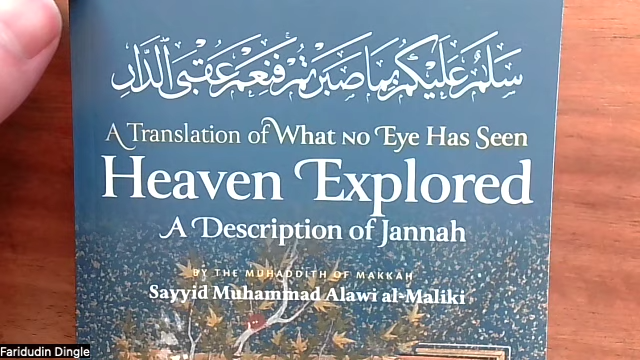 سَلَٰمٌ عَلَيْكُم بِمَا صَبَرْتُمْ فَنِعْمَ عُقْبَى ٱلدَّارِ
A Translation of What no Eye Has Seen
Heaven Explored
A Description of Jannah
BY THE MUHADDITH OF MAKKAH
Sayyid Muhammad Alawi al-Maliki
Faridudin Dingle